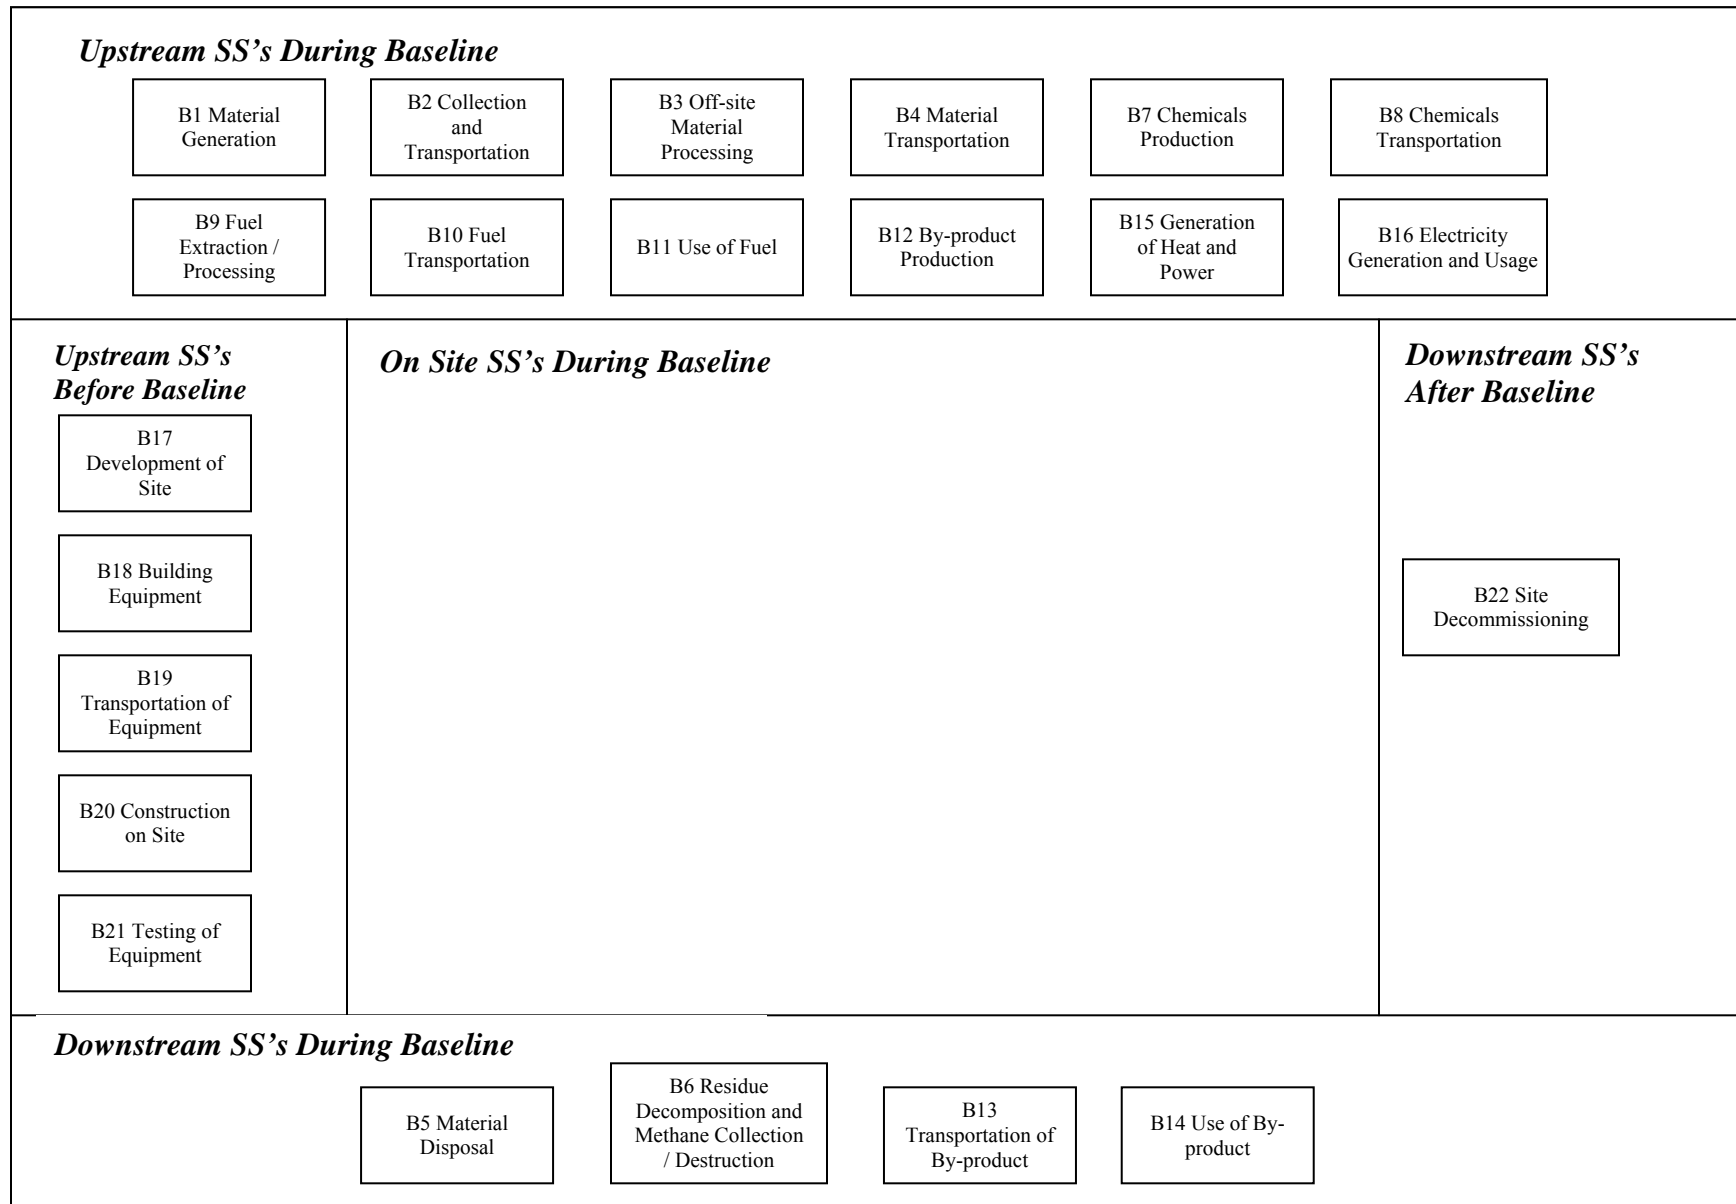 Upstream SS's During Baseline
B1 Material
Generation
B2 Collection
and
Transportation
B3 Off-site
Material
Processing
B4 Material
Transportation
B7 Chemicals
Production
B8 Chemicals
Transportation
B9 Fuel
Extraction /
Processing
B10 Fuel
Transportation
B11 Use of Fuel
B12 By-product
Production
B15 Generation
of Heat and
Power
B16 Electricity
Generation and Usage
Upstream SS's
Before Baseline
B17
Development of
Site
B18 Building
Equipment
B19
Transportation of
Equipment
B20 Construction
on Site
B21 Testing of
Equipment
On Site SS's During Baseline
Downstream SS's
After Baseline
B22 Site
Decommissioning
Downstream SS's During Baseline
B5 Material
Disposal
B6 Residue
Decomposition and
Methane Collection
/ Destruction
B13
Transportation of
By-product
B14 Use of By-
product